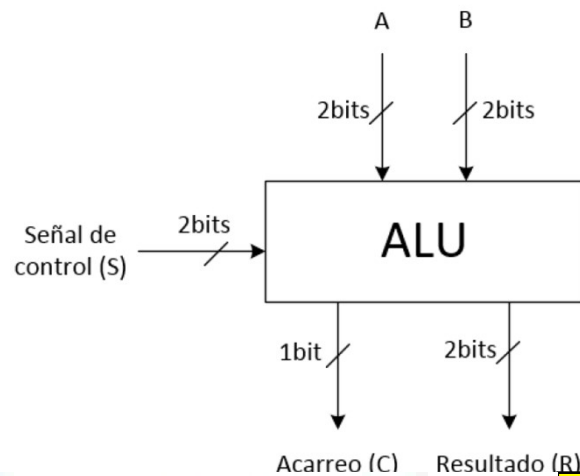 A B
2bits 2bits
2bits
Señal de
control (S)
ALU
1bit 2bits
Acarreo (C) Resultado (R)